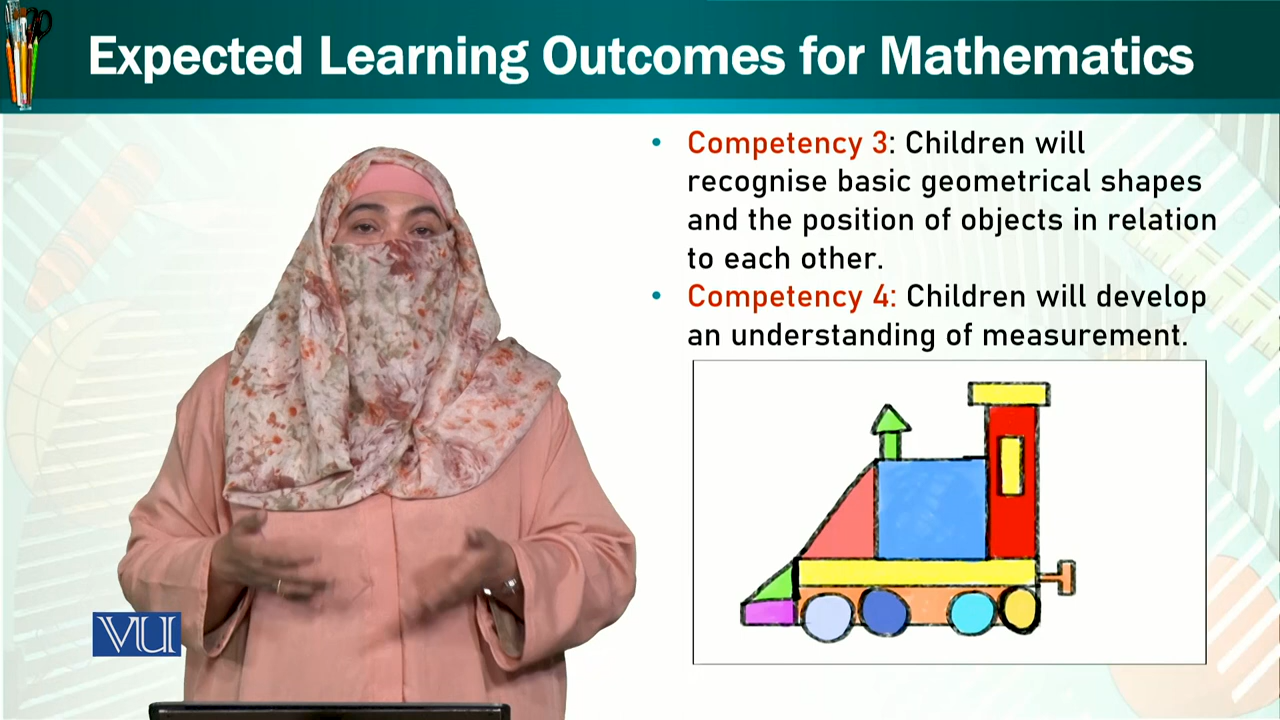 Expected Learning Outcomes for Mathematics
• Competency 3: Children will
recognise basic geometrical shapes
and the position of objects in relation
to each other.
• Competency 4: Children will develop
an understanding of measurement.
VU